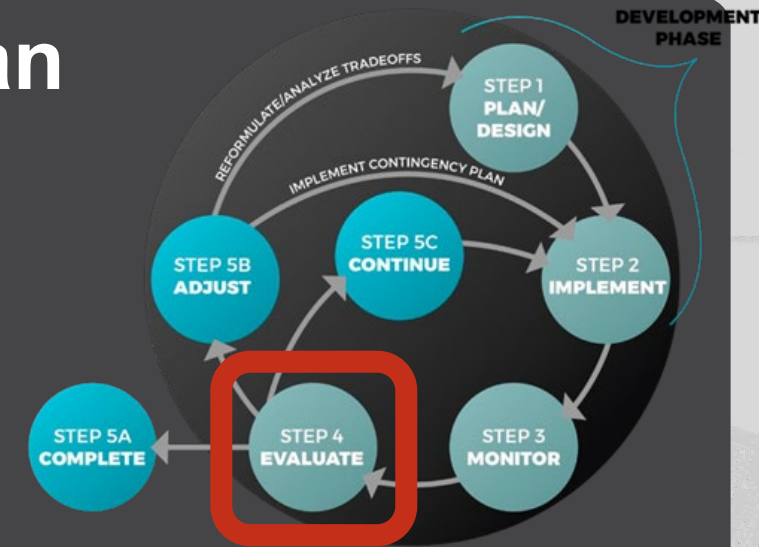 an
DEVELOPMENT
PHASE
REFORMULATE/ANALYZE TRADEOFFS
STEP 1
PLAN/
DESIGN
IMPLEMENT CONTINGENCY PLAN
STEP 5B
ADJUST
STEP 5C
CONTINUE
STEP 2
IMPLEMENT
STEP 5A
COMPLETE
STEP 4
EVALUATE
STEP 3
MONITOR